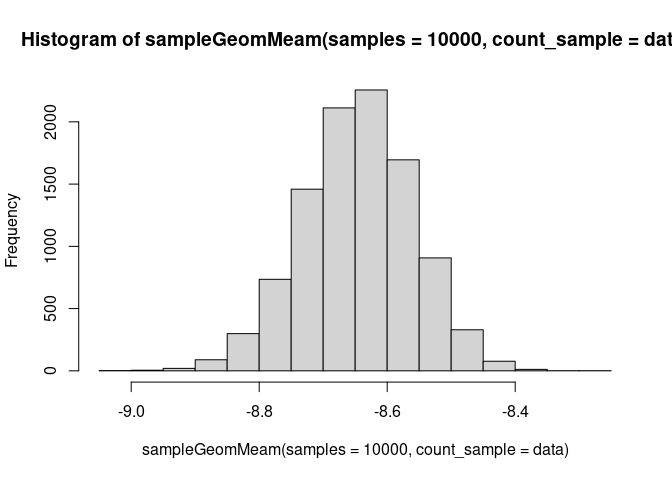 Histogram of sampleGeomMeam(samples = 10000, count_sample = dat
Frequency
2000
1500
1000
500
0
-9.0 -8.8 -8.6 -8.4
sampleGeomMeam(samples = 10000, count_sample = data)